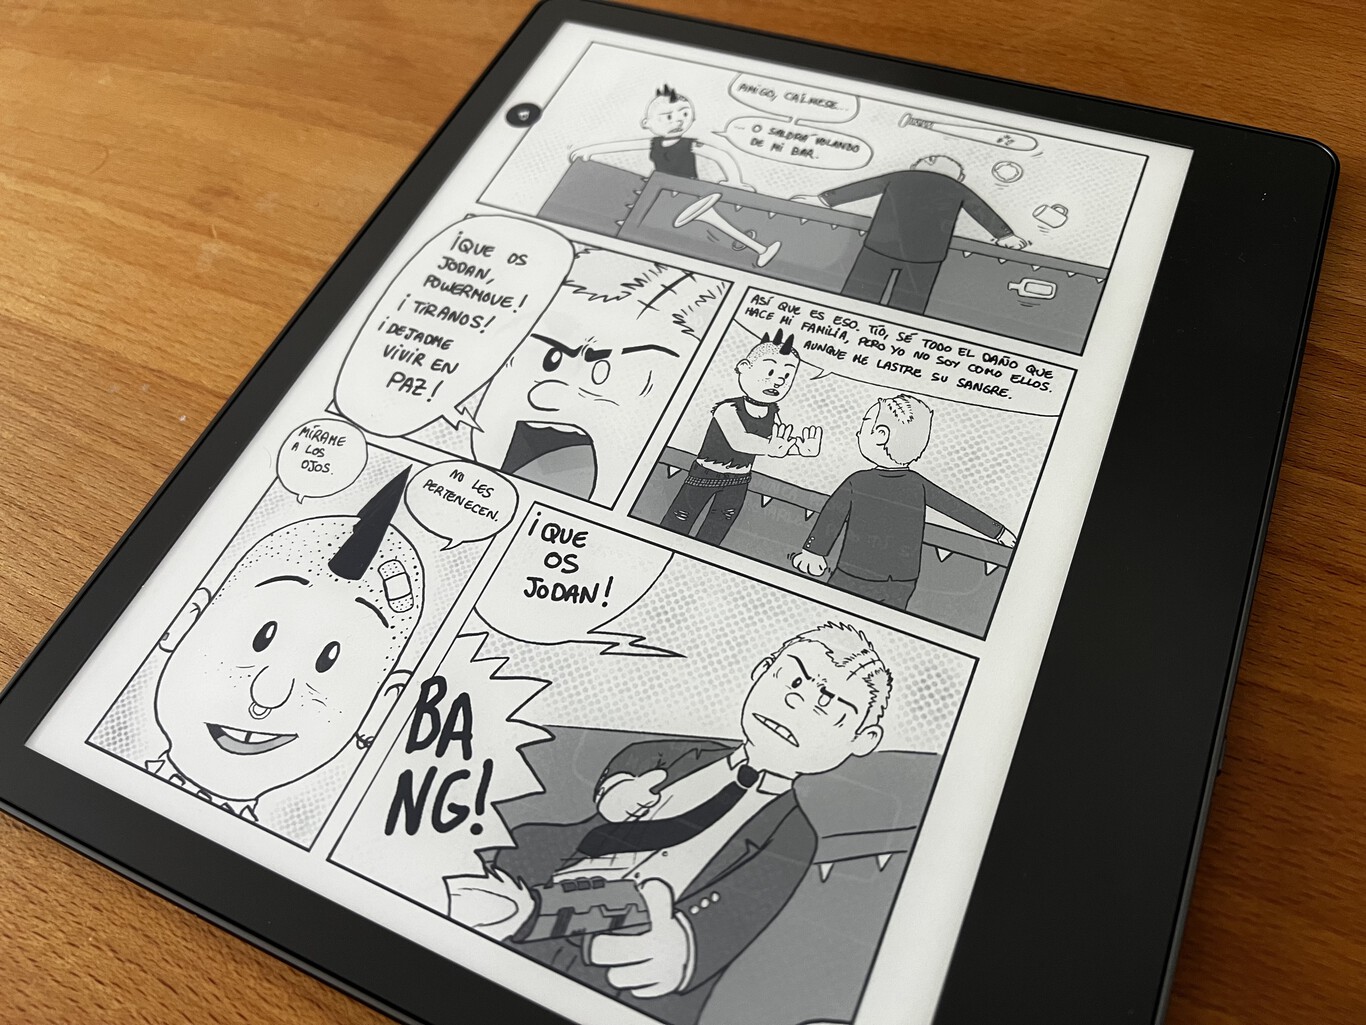 AMIGO, CÁLMESE...
... O SALDRÁ VOLANDO
DE MI BAR.
¡QUE OS
JODAN,
POWERMOVE!
¡TIRANOS!
¡DEJADME
VIVIR EN
PAZ!
ASÍ QUE ES ESO. TÍO, SÉ TODO EL DAÑO QUE
HACE MI FAMILIA, PERO YO NO SOY COMO ELLOS.
AUNQUE ME LASTRE SU SANGRE.
MÍRAME
A LOS
OJOS.
NO LES
PERTENECEN.
¡QUE
OS
JODAN!
BA
NG!